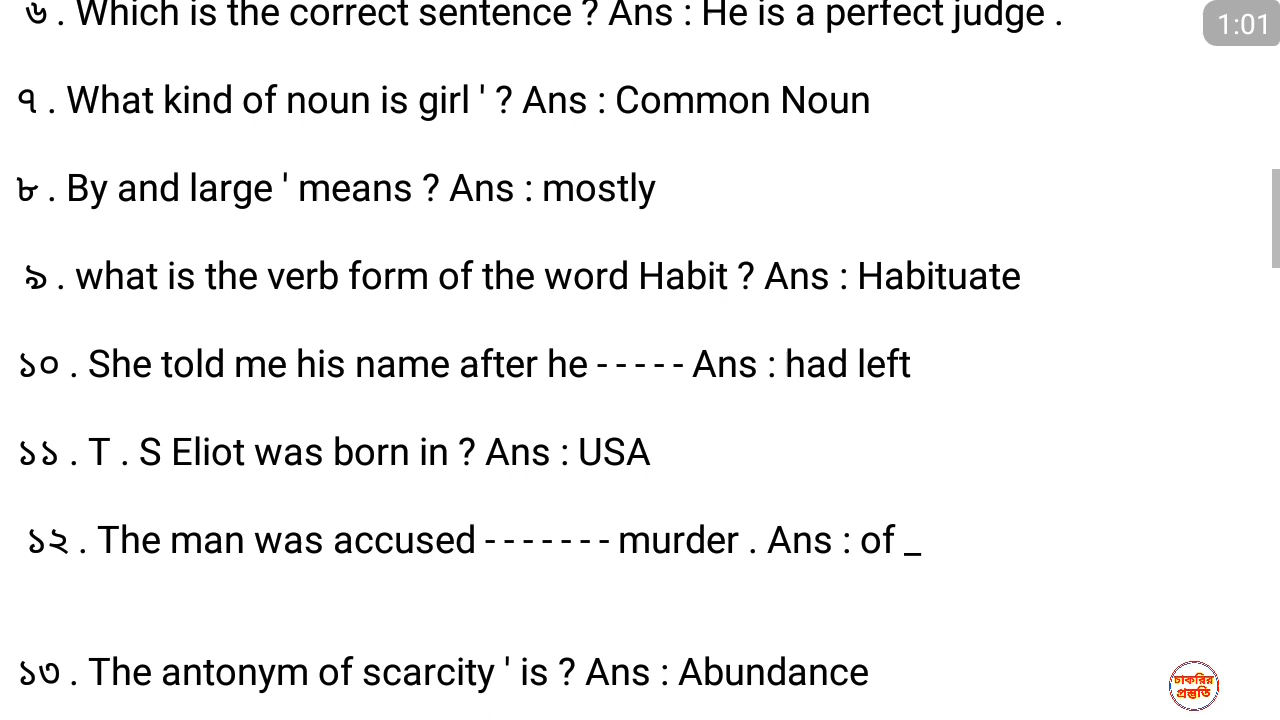 ৬ . Which is the correct sentence ? Ans : He is a perfect judge .
1:01
৭ . What kind of noun is girl ' ? Ans : Common Noun
৮ . By and large ' means ? Ans : mostly
৯ . what is the verb form of the word Habit ? Ans : Habituate
১০ . She told me his name after he - - - - - Ans : had left
১১ . T . S Eliot was born in ? Ans : USA
১২ . The man was accused - - - - - - - murder . Ans : of _
১৩ . The antonym of scarcity ' is ? Ans : Abundance
চাকরির
প্রস্তুতি